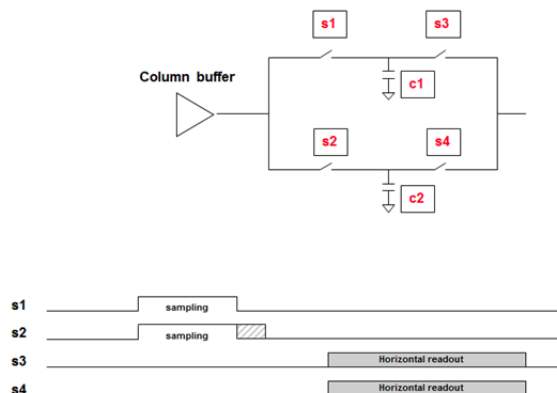 s1
s3
Column buffer
c1
s2
s4
c2
s1
sampling
s2
sampling
s3
Horizontal readout
s4
Horizontal readout